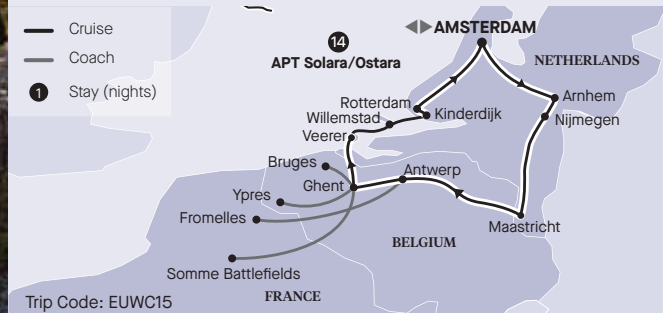 Cruise
Coach
1 Stay (nights)
14
APT Solara/Ostara
AMSTERDAM
NETHERLANDS
Arnhem
Nijmegen
Rotterdam
Kinderdijk
Willemstad
Veerer
Bruges
Ghent
Antwerp
Ypres
Fromelles
Maastricht
BELGIUM
Somme Battlefields
FRANCE
Trip Code: EUWC15